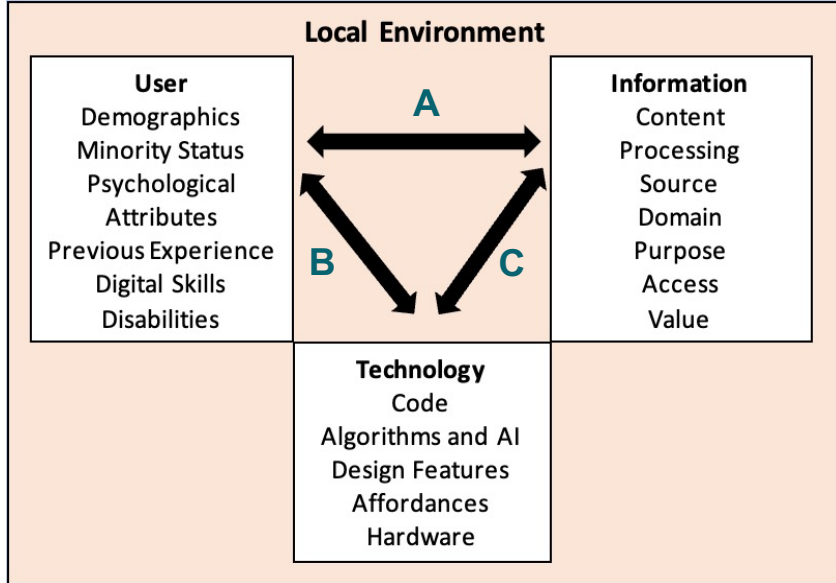 Local Environment
User
Demographics
Minority Status
Psychological
Attributes
Previous Experience
Digital Skills
Disabilities
A
B
C
Information
Content
Processing
Source
Domain
Purpose
Access
Value
Technology
Code
Algorithms and AI
Design Features
Affordances
Hardware